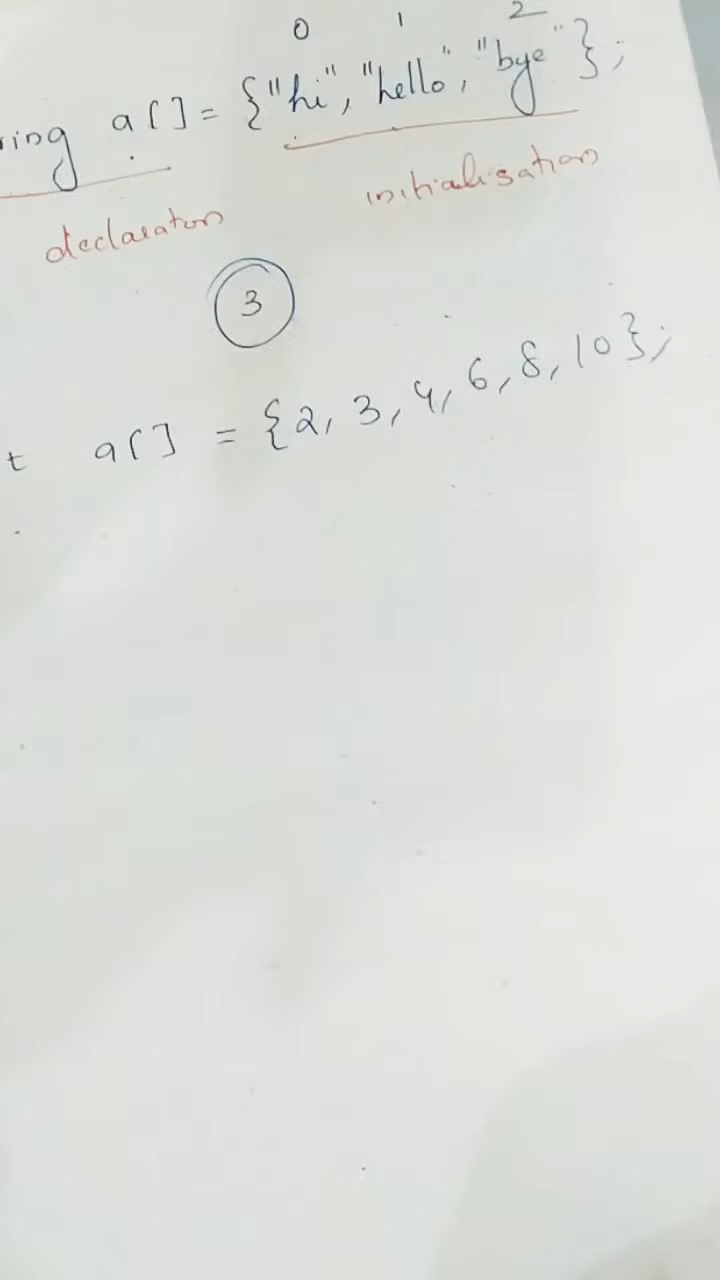 0 1 2
ring a[] = {"hi", "hello", "bye"};
declaration initialisation
3
t a[] = {2, 3, 4, 6, 8, 10};